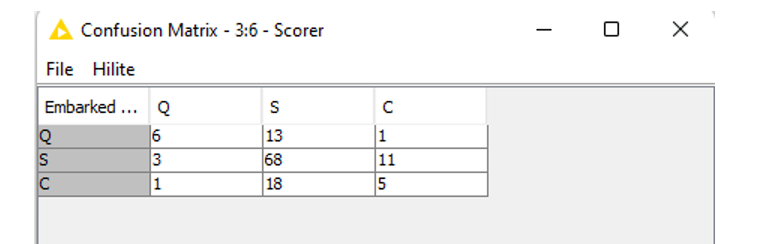 Confusion Matrix - 3:6 - Scorer
File Hilite
Embarked ... Q S C
Q 6 13 1
S 3 68 11
C 1 18 5